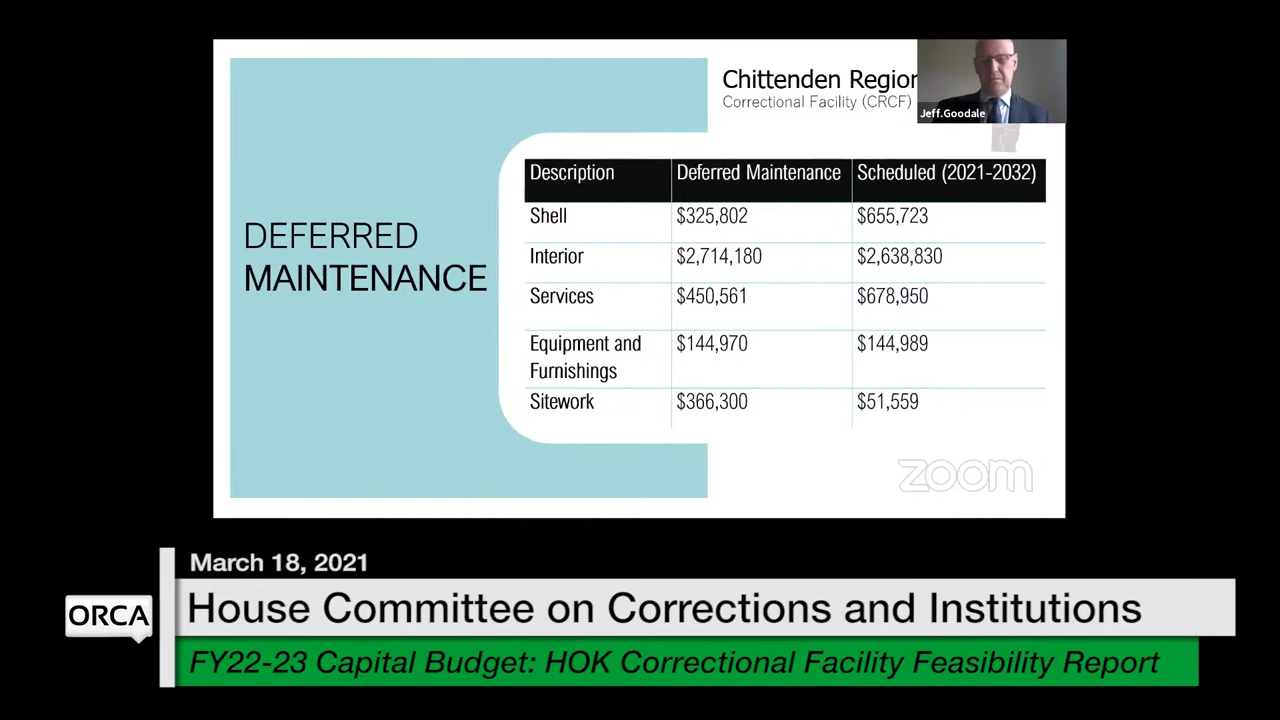 Chittenden Region
Correctional Facility (CRCF)
Jeff.Goodale
DEFERRED
MAINTENANCE
Description Deferred Maintenance Scheduled (2021-2032)
Shell $325,802 $655,723
Interior $2,714,180 $2,638,830
Services $450,561 $678,950
Equipment and $144,970 $144,989
Furnishings
Sitework $366,300 $51,559
zoom
March 18, 2021
ORCA
House Committee on Corrections and Institutions
FY22-23 Capital Budget: HOK Correctional Facility Feasibility Report